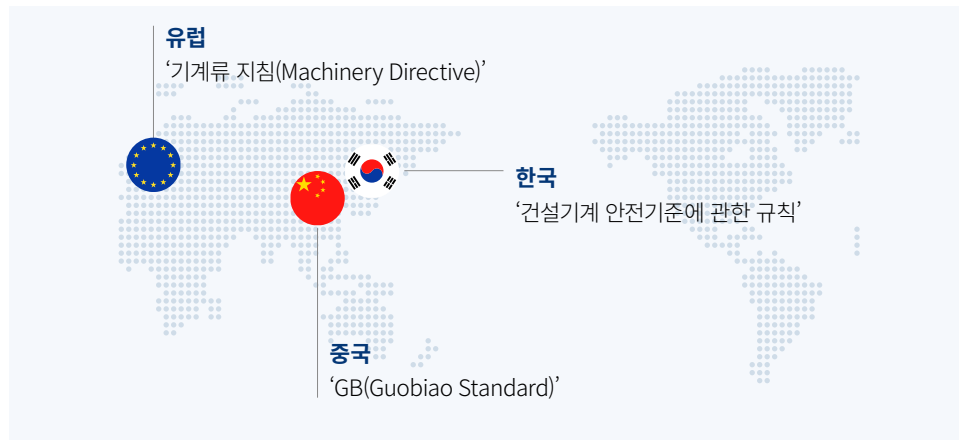 유럽
‘기계류 지침(Machinery Directive)’
한국
‘건설기계 안전기준에 관한 규칙’
중국
‘GB(Guobiao Standard)’